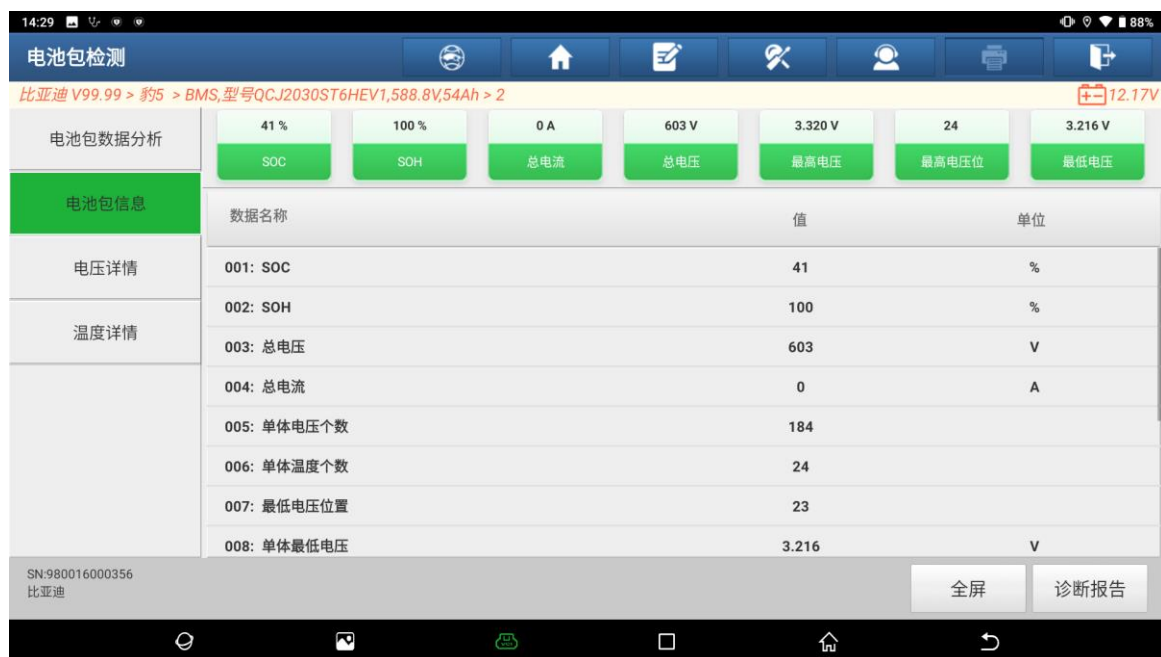 14:29
88%
电池包检测
比亚迪 V99.99 > 豹5 > BMS,型号QCJ2030ST6HEV1,588.8V,54Ah > 2
12.17V
电池包数据分析
电池包信息
电压详情
温度详情
41 %
SOC
100 %
SOH
0 A
总电流
603 V
总电压
3.320 V
最高电压
24
最高电压位
3.216 V
最低电压
数据名称 值 单位
001: SOC 41 %
002: SOH 100 %
003: 总电压 603 V
004: 总电流 0 A
005: 单体电压个数 184
006: 单体温度个数 24
007: 最低电压位置 23
008: 单体最低电压 3.216 V
SN:980016000356
比亚迪
全屏
诊断报告